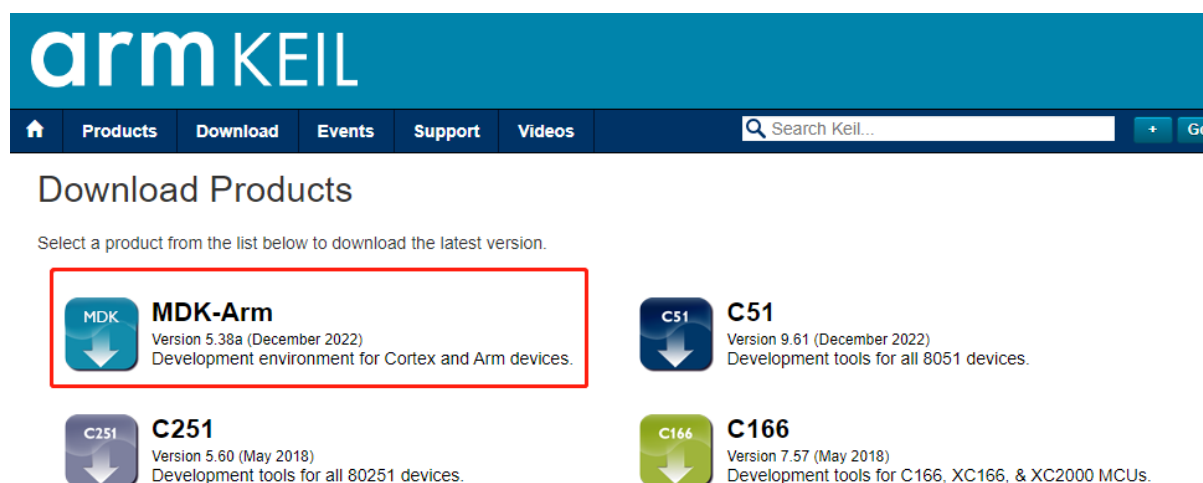 arm KEIL
Products Download Events Support Videos Search Keil... +
Download Products
Select a product from the list below to download the latest version.
MDK
MDK-Arm
Version 5.38a (December 2022)
Development environment for Cortex and Arm devices.
C51
C51
Version 9.61 (December 2022)
Development tools for all 8051 devices.
C251
C251
Version 5.60 (May 2018)
Development tools for all 80251 devices.
C166
C166
Version 7.57 (May 2018)
Development tools for C166, XC166, & XC2000 MCUs.